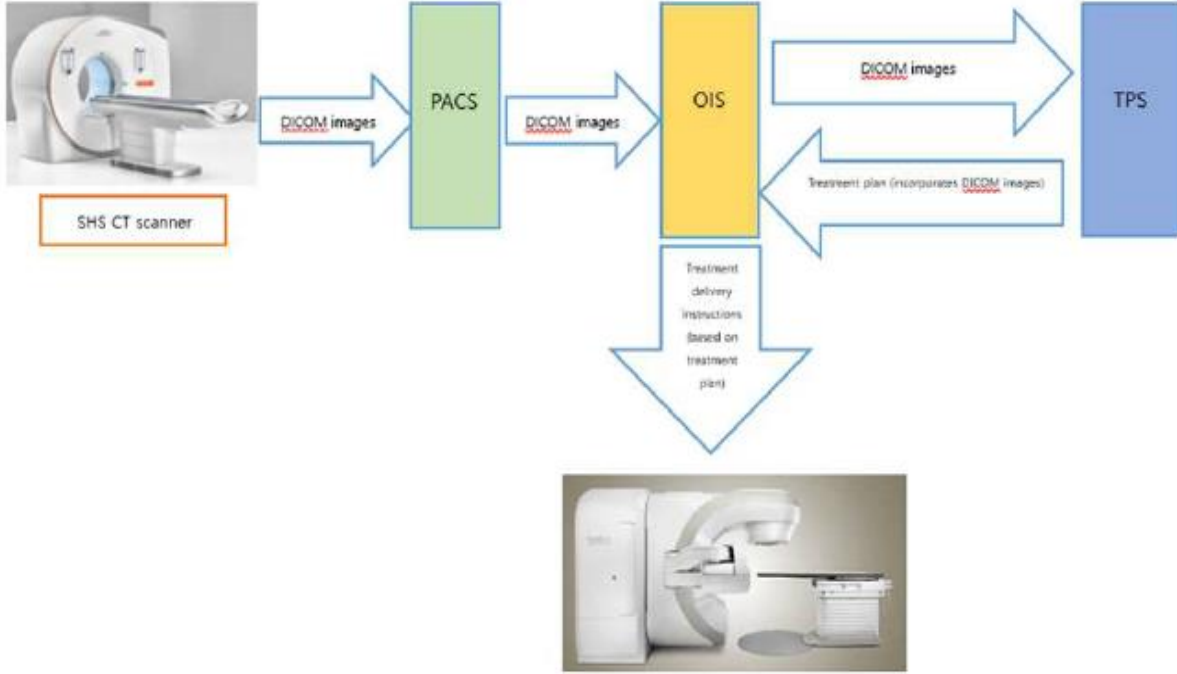 DICOM images
PACS
DICOM images
OIS
DICOM images
TPS
Treatment plan (incorporates DICOM images)
SHS CT scanner
Treatment
delivery
instructions
(based on
treatment
plan)